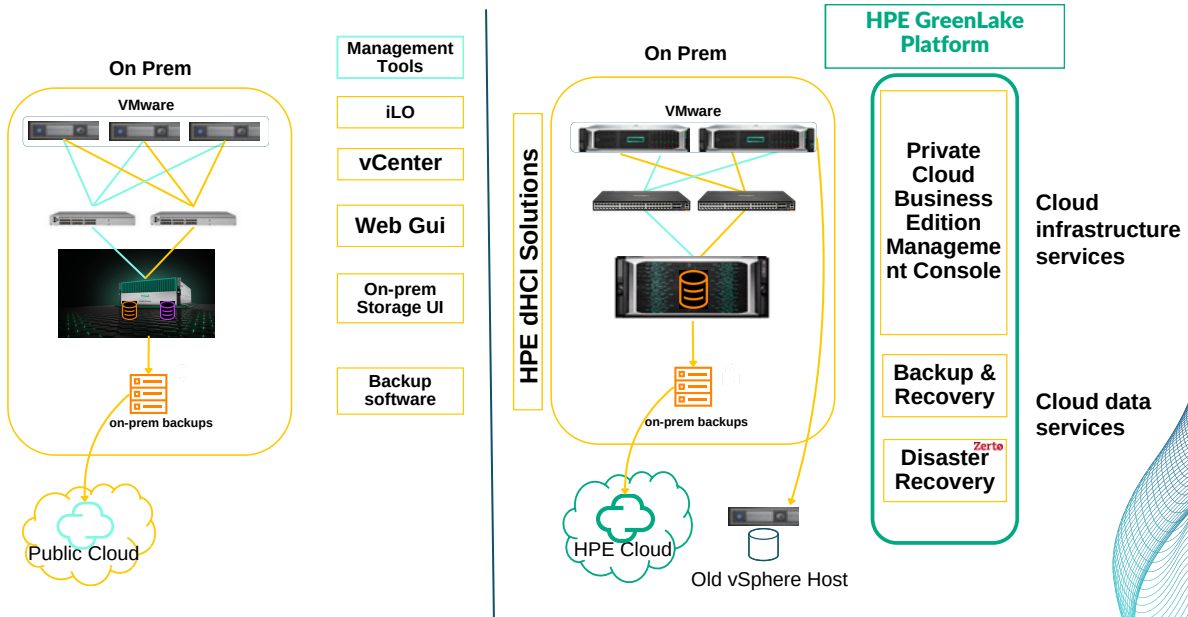 On Prem
VMware
on-prem backups
Public Cloud
Management
Tools
iLO
vCenter
Web Gui
On-prem
Storage UI
Backup
software
HPE dHCI Solutions
On Prem
VMware
on-prem backups
HPE Cloud
Old vSphere Host
HPE GreenLake
Platform
Private
Cloud
Business
Edition
Manageme
nt Console
Backup &
Recovery
Zerto
Disaster
Recovery
Cloud
infrastructure
services
Cloud data
services